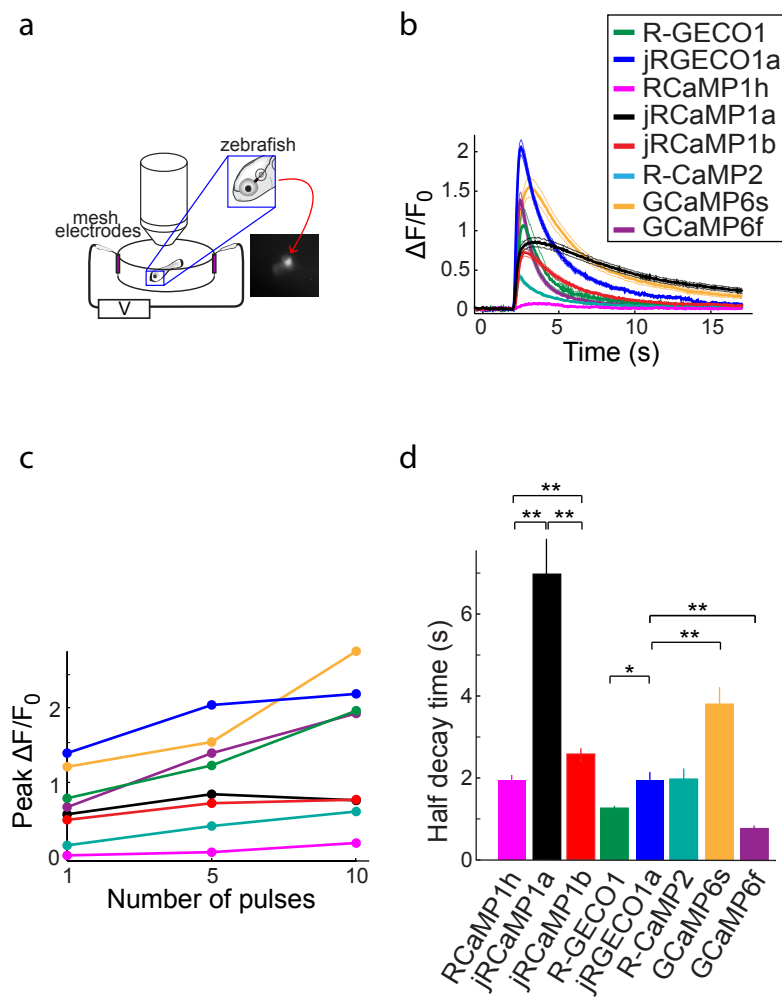 a
zebrafish
mesh
electrodes
V
b
R-GECO1
jRGECO1a
RCaMP1h
jRCaMP1a
jRCaMP1b
R-CaMP2
GCaMP6s
GCaMP6f
ΔF/F0
2
1.5
1
0.5
0
0
5
10
15
Time (s)
c
Peak ΔF/F0
2
1
0
1
5
10
Number of pulses
d
**
**
**
**
**
*
Half decay time (s)
6
4
2
0
RCaMP1h
jRCaMP1a
jRCaMP1b
R-GECO1
jRGECO1a
R-CaMP2
GCaMP6s
GCaMP6f